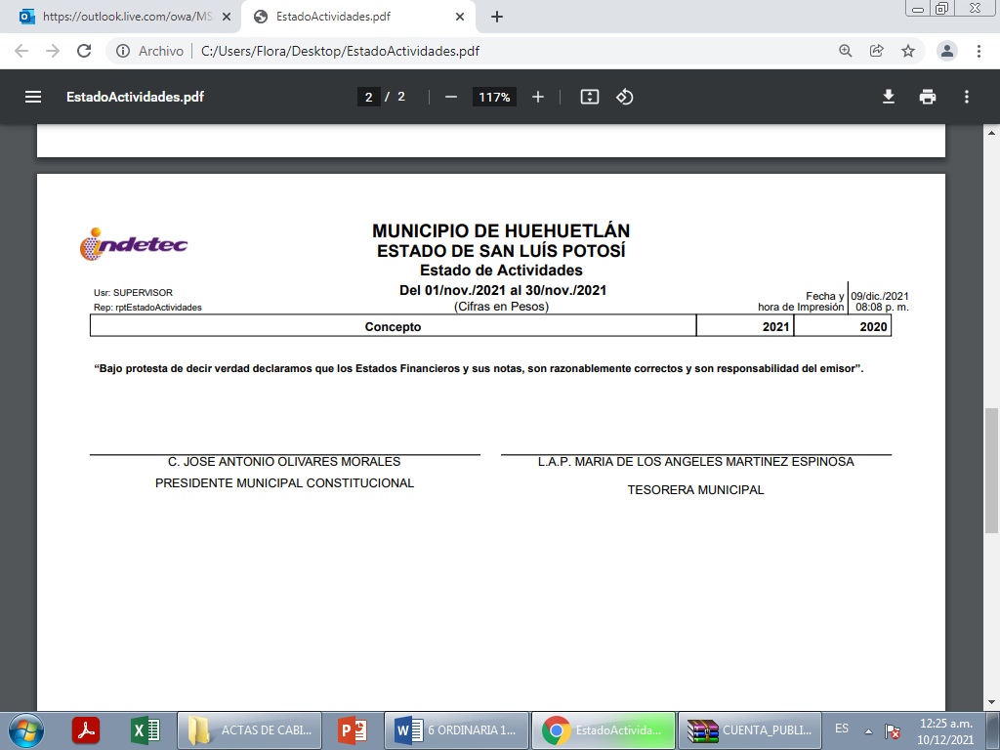 https://outlook.live.com/owa/MS
EstadoActividades.pdf
Archivo
C:/Users/Flora/Desktop/EstadoActividades.pdf
EstadoActividades.pdf
2 / 2
117%
indetec
MUNICIPIO DE HUEHUETLÁN
ESTADO DE SAN LUÍS POTOSÍ
Estado de Actividades
Del 01/nov./2021 al 30/nov./2021
(Cifras en Pesos)
Usr: SUPERVISOR
Rep: rptEstadoActividades
Fecha y 09/dic./2021
hora de Impresión 08:08 p. m.
Concepto 2021 2020
“Bajo protesta de decir verdad declaramos que los Estados Financieros y sus notas, son razonablemente correctos y son responsabilidad del emisor”.
C. JOSE ANTONIO OLIVARES MORALES
PRESIDENTE MUNICIPAL CONSTITUCIONAL
L.A.P. MARIA DE LOS ANGELES MARTINEZ ESPINOSA
TESORERA MUNICIPAL
ACTAS DE CABI...
6 ORDINARIA 1...
EstadoActivida...
CUENTA_PUBLI...
ES
12:25 a.m.
10/12/2021